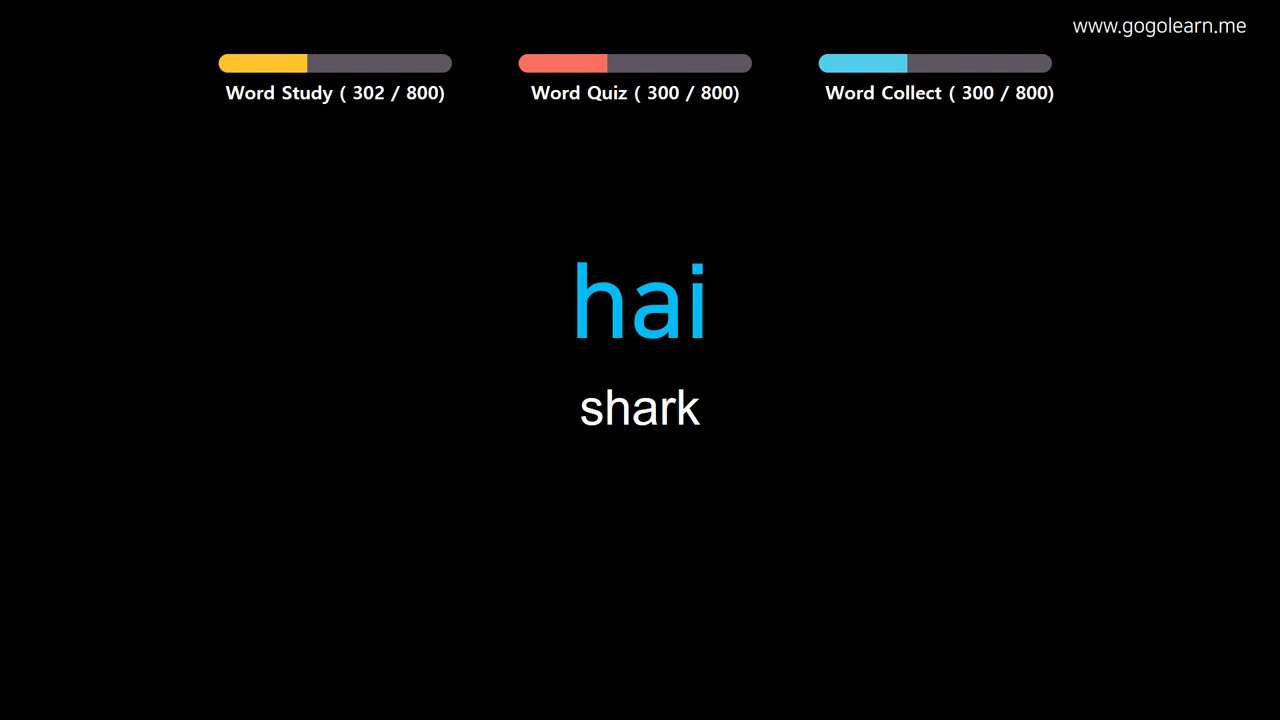 www.gogolearn.me
Word Study ( 302 / 800)
Word Quiz ( 300 / 800)
Word Collect ( 300 / 800)
hai
shark